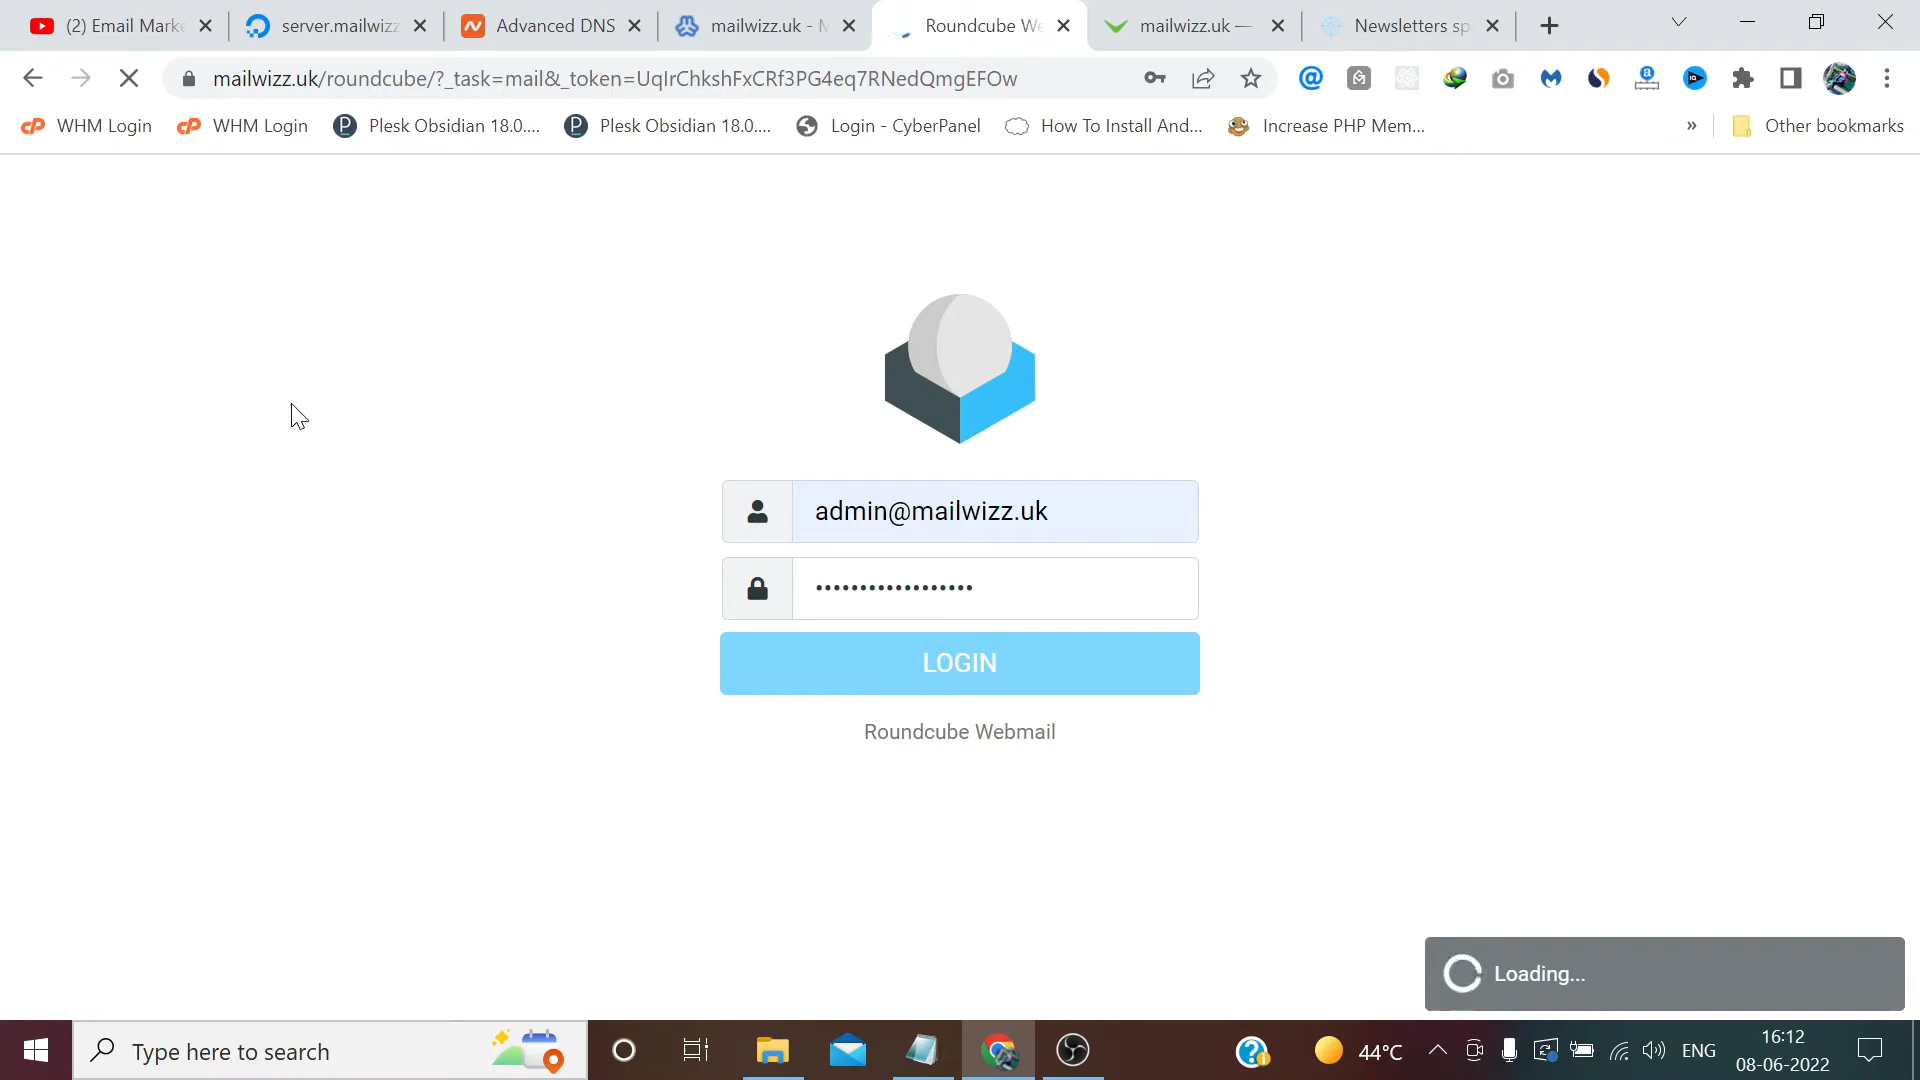 (2) Email Marke
server.mailwizz
Advanced DNS
mailwizz.uk - M
Roundcube We
mailwizz.uk —
Newsletters sp
mailwizz.uk/roundcube/?_task=mail&_token=UqIrChkshFxCRf3PG4eq7RNedQmgEFOw
WHM Login
WHM Login
Plesk Obsidian 18.0....
Plesk Obsidian 18.0....
Login - CyberPanel
How To Install And...
Increase PHP Mem...
»
Other bookmarks
admin@mailwizz.uk
••••••••••••••••••
LOGIN
Roundcube Webmail
Loading...
Type here to search
44°C
ENG
16:12
08-06-2022